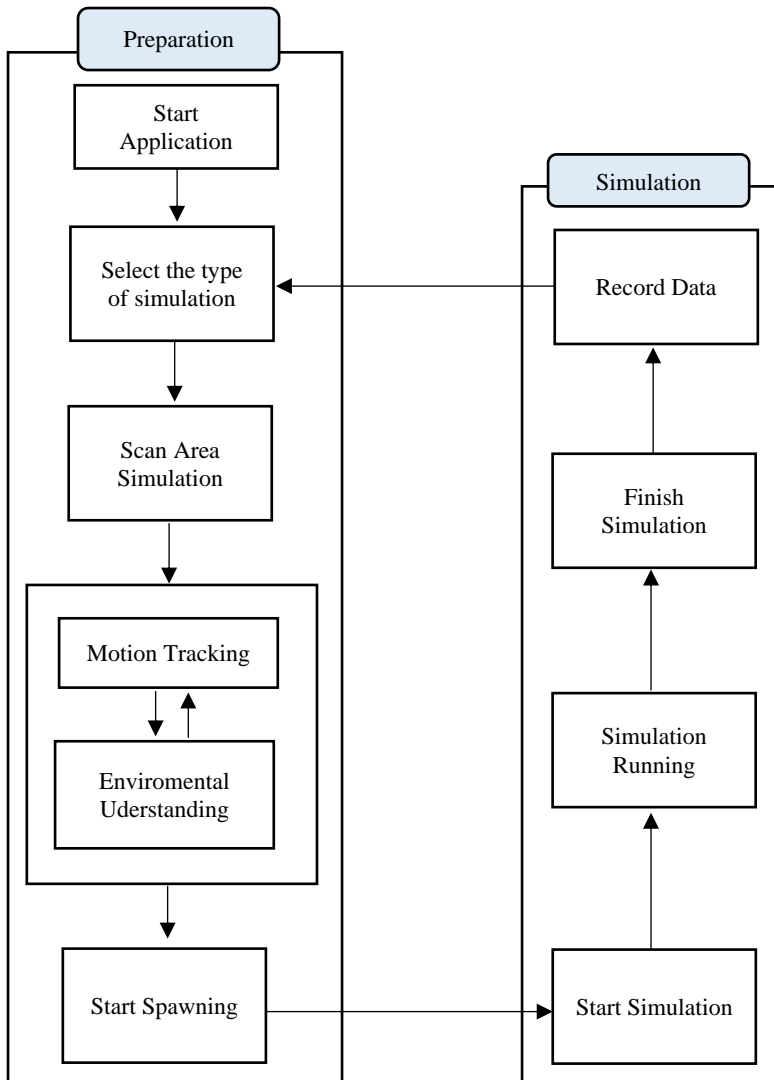 Preparation
Start
Application
Select the type
of simulation
Scan Area
Simulation
Motion Tracking
Enviromental
Uderstanding
Start Spawning
Simulation
Record Data
Finish
Simulation
Simulation
Running
Start Simulation